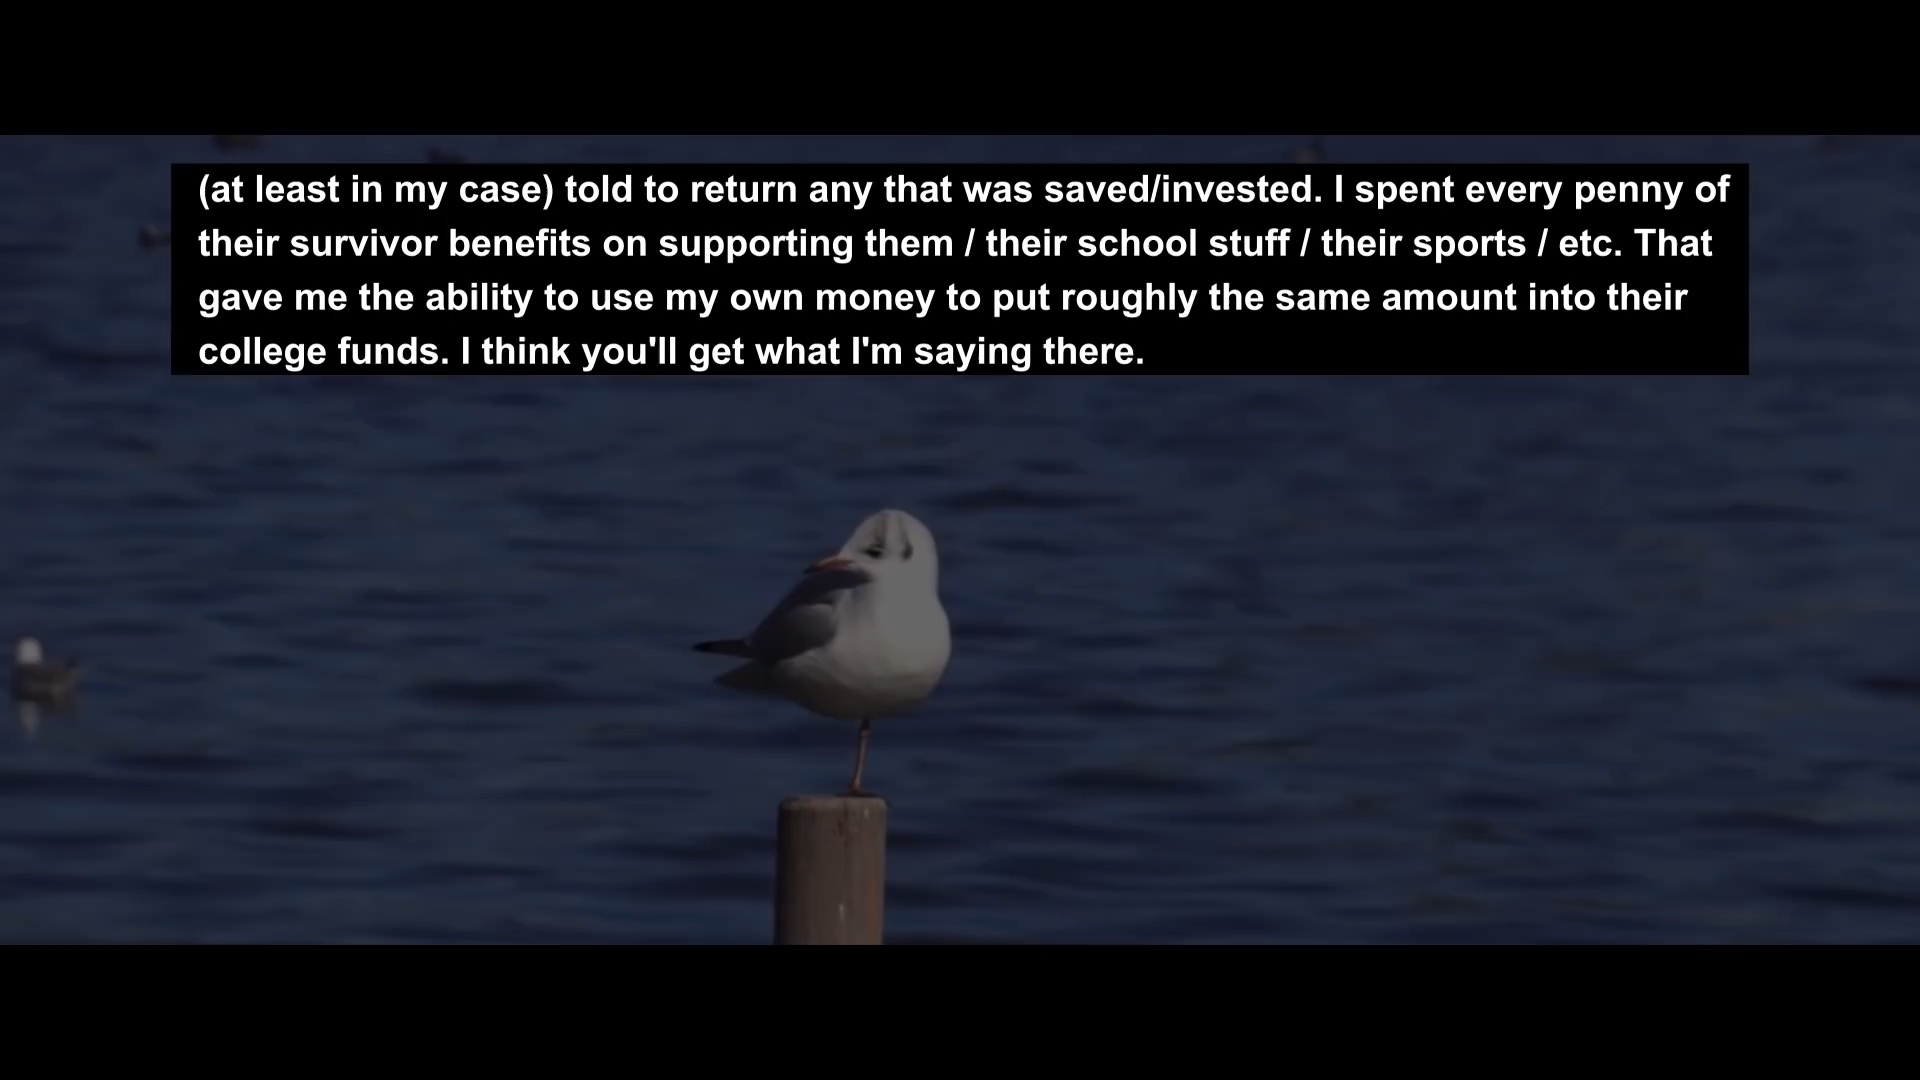 (at least in my case) told to return any that was saved/invested. I spent every penny of
their survivor benefits on supporting them / their school stuff / their sports / etc. That
gave me the ability to use my own money to put roughly the same amount into their
college funds. I think you'll get what I'm saying there.